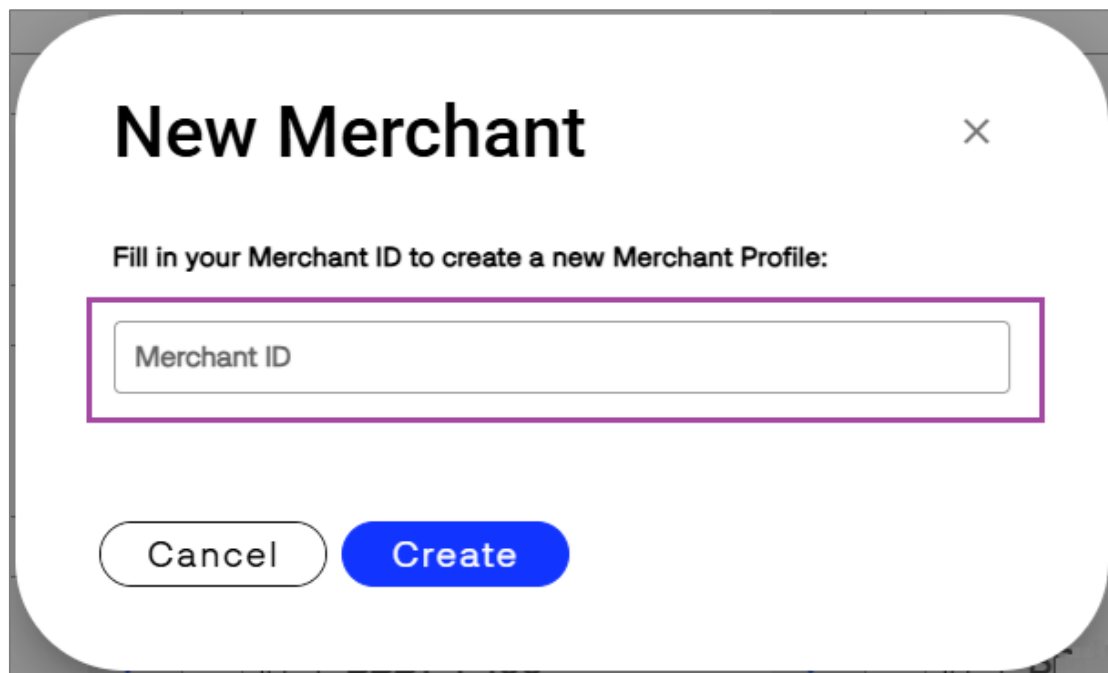 New Merchant
Fill in your Merchant ID to create a new Merchant Profile:
Merchant ID
Cancel
Create